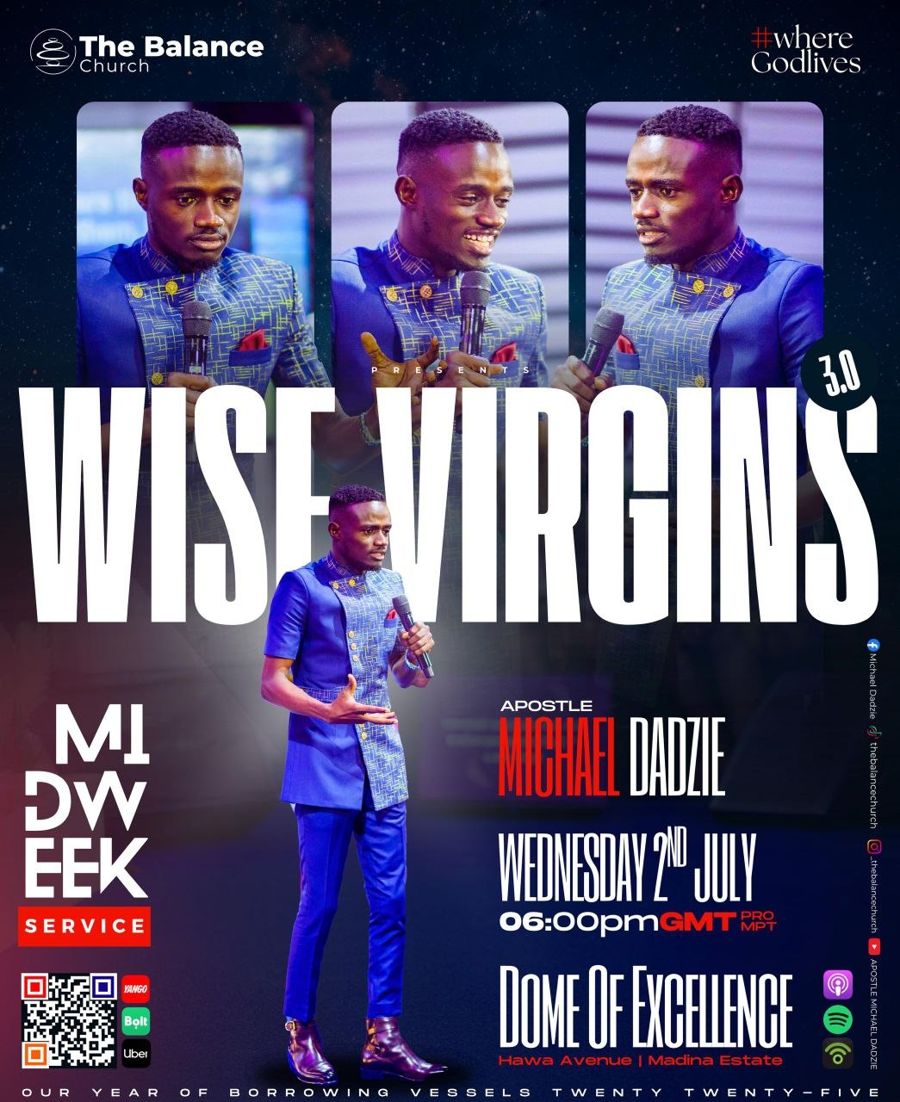 The Balance
Church
#where
Godlives
PRESENTS
WISE VIRGINS
3.0
MI
DW
EEK
SERVICE
YANGO
Bolt
Uber
APOSTLE
MICHAEL DADZIE
WEDNESDAY 2ND JULY
06:00pmGMT PRO
MPT
DOME OF EXCELLENCE
Hawa Avenue | Madina Estate
Michael Dadzie thebalancechurch _thebalancechurch APOSTLE MICHAEL DADZIE
OUR YEAR OF BORROWING VESSELS TWENTY TWENTY-FIVE